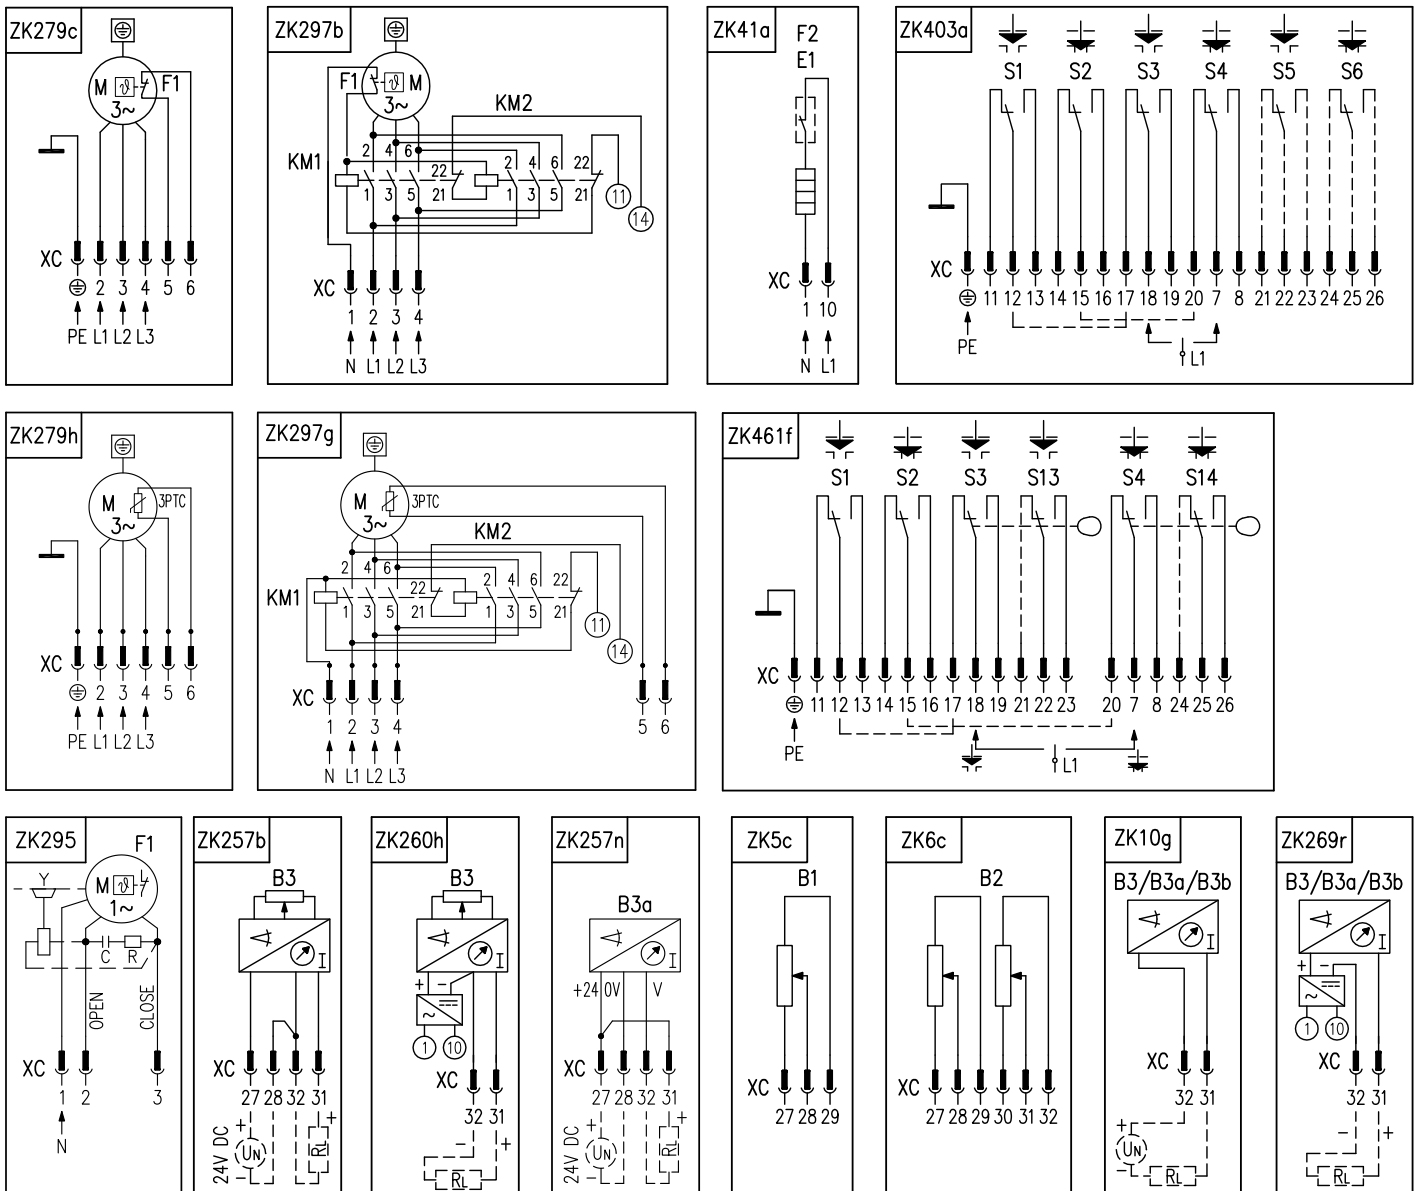 ZK279c
M ϑ F1
3~
XC
2 3 4 5 6
PE L1 L2 L3
ZK297b
F1 ϑ M
3~
KM2
2 4 6 22 2 4 6 22
KM1
1 3 5 21 1 3 5 21
11
14
XC
1 2 3 4
N L1 L2 L3
ZK41a
F2
E1
XC
1 10
N L1
ZK403a
S1 S2 S3 S4 S5 S6
XC
11 12 13 14 15 16 17 18 19 20 7 8 21 22 23 24 25 26
PE
L1
ZK279h
M 3PTC
3~
XC
2 3 4 5 6
PE L1 L2 L3
ZK297g
M 3PTC
3~
KM2
2 4 6 22 2 4 6 22
KM1
1 3 5 21 1 3 5 21
11
14
XC
1 2 3 4 5 6
N L1 L2 L3
ZK461f
S1 S2 S3 S13 S4 S14
XC
11 12 13 14 15 16 17 18 19 21 22 23 20 7 8 24 25 26
PE
L1
ZK295
F1
Y
M ϑ
1~
C R
OPEN
CLOSE
XC
1 2 3
N
ZK257b
B3
I
XC
27 28 32 31
24V DC
+ +
UN RL
−
ZK260h
B3
I
+ −
~
1 10
XC
32 31
− +
RL
ZK257n
B3a
I
+24 0V V
XC
27 28 32 31
24V DC
+ +
UN RL
−
ZK5c
B1
XC
27 28 29
ZK6c
B2
XC
27 28 29 30 31 32
ZK10g
B3/B3a/B3b
I
XC
32 31
+
UN
−
RL
ZK269r
B3/B3a/B3b
I
+ −
~
1 10
XC
32 31
− +
RL